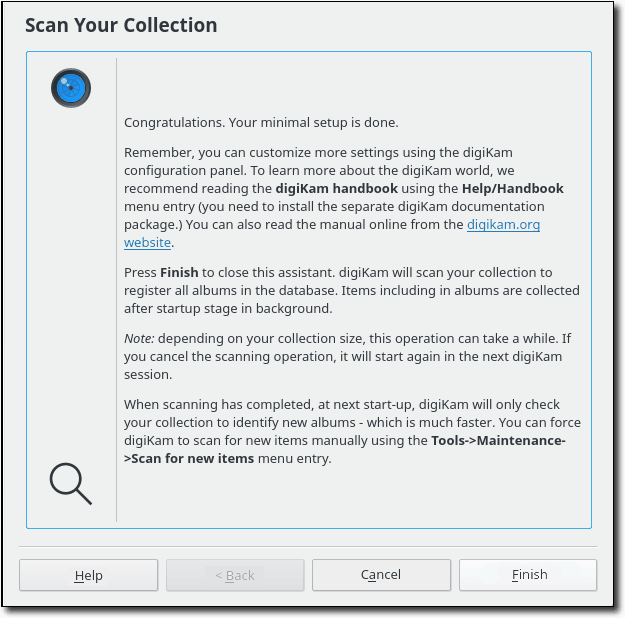 Scan Your Collection
Congratulations. Your minimal setup is done.
Remember, you can customize more settings using the digiKam
configuration panel. To learn more about the digiKam world, we
recommend reading the digiKam handbook using the Help/Handbook
menu entry (you need to install the separate digiKam documentation
package.) You can also read the manual online from the digikam.org
website.
Press Finish to close this assistant. digiKam will scan your collection to
register all albums in the database. Items including in albums are collected
after startup stage in background.
Note: depending on your collection size, this operation can take a while. If
you cancel the scanning operation, it will start again in the next digiKam
session.
When scanning has completed, at next start-up, digiKam will only check
your collection to identify new albums - which is much faster. You can force
digiKam to scan for new items manually using the Tools->Maintenance-
>Scan for new items menu entry.
Help
< Back
Cancel
Finish